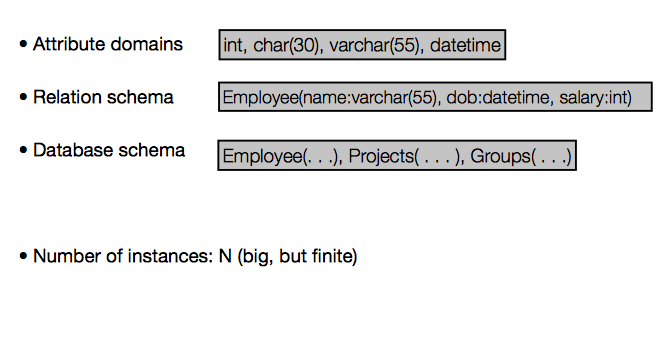 • Attribute domains int, char(30), varchar(55), datetime
• Relation schema Employee(name:varchar(55), dob:datetime, salary:int)
• Database schema Employee(. . .), Projects( . . . ), Groups( . . .)
• Number of instances: N (big, but finite)